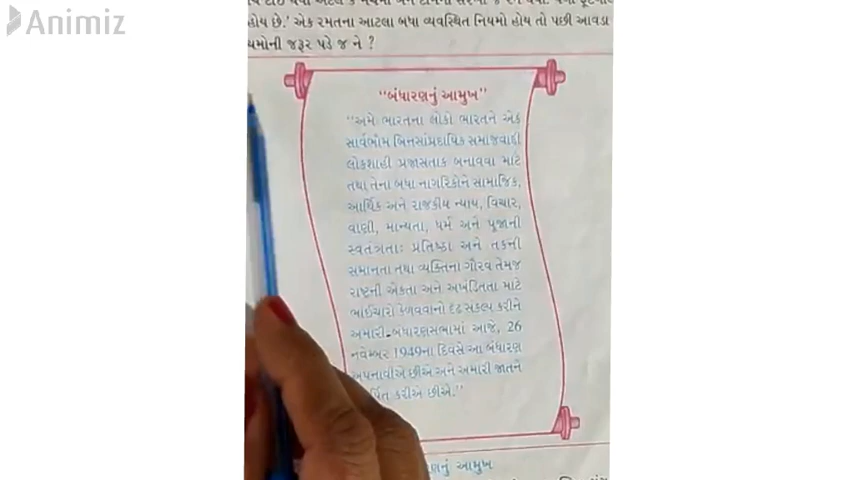 Animiz
હોય છે.' એક રમતના આટલા બધા વ્યવસ્થિત નિયમો હોય તો પછી આવડા
યમોની જરૂર પડે જ ને ?
"બંધારણનું આમુખ"
"અમે ભારતના લોકો ભારતને એક
સાર્વભૌમ બિનસાંપ્રદાયિક સમાજવાદી
લોકશાહી પ્રજાસત્તાક બનાવવા માટે
તથા તેના બધા નાગરિકોને સામાજિક,
આર્થિક અને રાજકીય ન્યાય, વિચાર,
વાણી, માન્યતા, ધર્મ અને પૂજાની
સ્વતંત્રતાઃ પ્રતિષ્ઠા અને તકની
સમાનતા તથા વ્યક્તિના ગૌરવ તેમજ
રાષ્ટ્રની એકતા અને અખંડિતતા માટે
ભાઈચારો કેળવવાનો દૃઢ સંકલ્પ કરીને
અમારી બંધારણસભામાં આજે, 26
નવેમ્બર 1949ના દિવસે આ બંધારણ
અપનાવીએ છીએ અને અમારી જાતને
ર્પિત કરીએ છીએ."
રણનું આમુખ